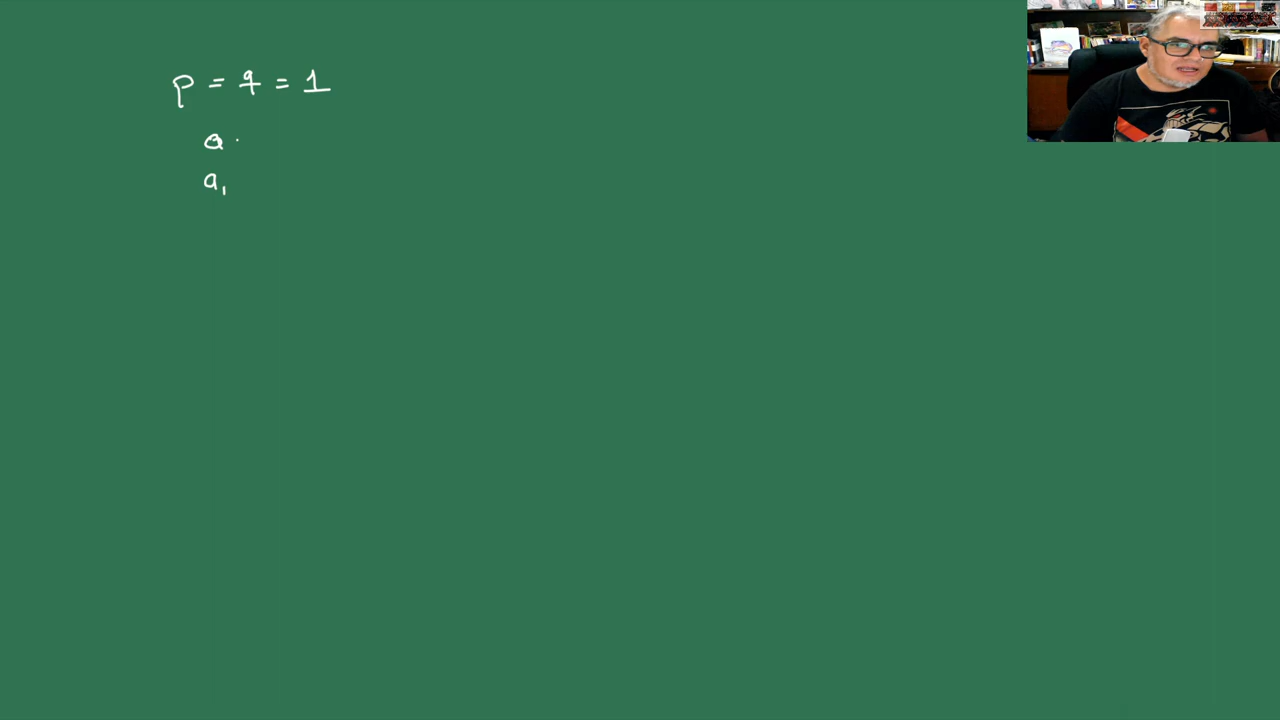 p = q = 1
a
a₁